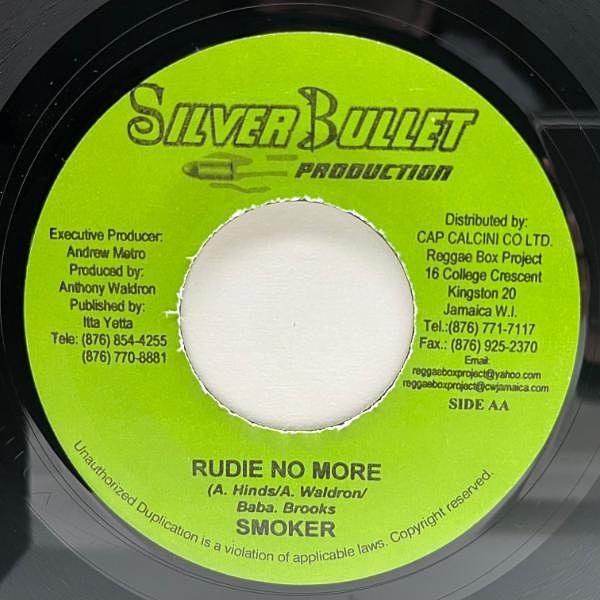 SILVER BULLET
PRODUCTION
Executive Producer:
Andrew Metro
Produced by:
Anthony Waldron
Published by:
Itta Yetta
Tele: (876) 854-4255
(876) 770-8881
Distributed by:
CAP CALCINI CO LTD.
Reggae Box Project
16 College Crescent
Kingston 20
Jamaica W.I.
Tel.:(876) 771-7117
Fax.: (876) 925-2370
Email:
reggaeboxproject@yahoo.com
reggaeboxproject@cwjamaica.com
SIDE AA
RUDIE NO MORE
(A. Hinds/A. Waldron/
Baba. Brooks
SMOKER
Unauthorized Duplication is a violation of applicable laws. Copyright reserved.